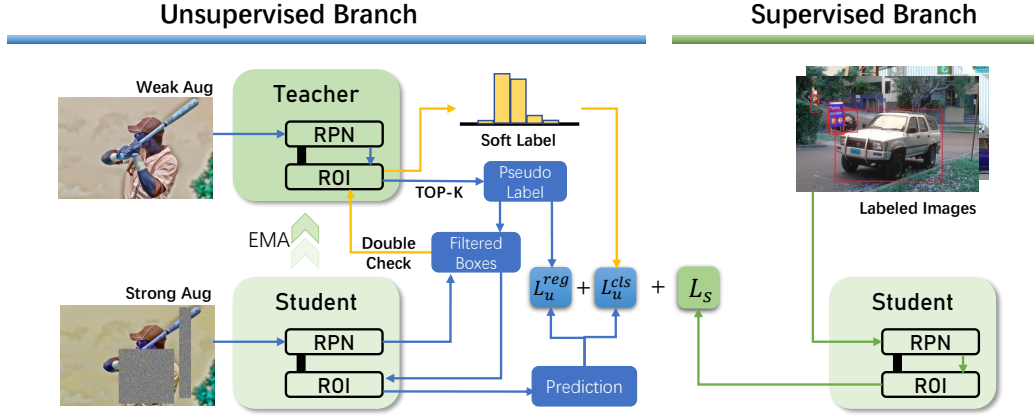 Unsupervised Branch
Supervised Branch
Weak Aug
Teacher
RPN
ROI
Soft Label
TOP-K
Pseudo
Label
Labeled Images
EMA
Double
Check
Filtered
Boxes
L_u^{reg} + L_u^{cls} + L_s
Strong Aug
Student
RPN
ROI
Prediction
Student
RPN
ROI